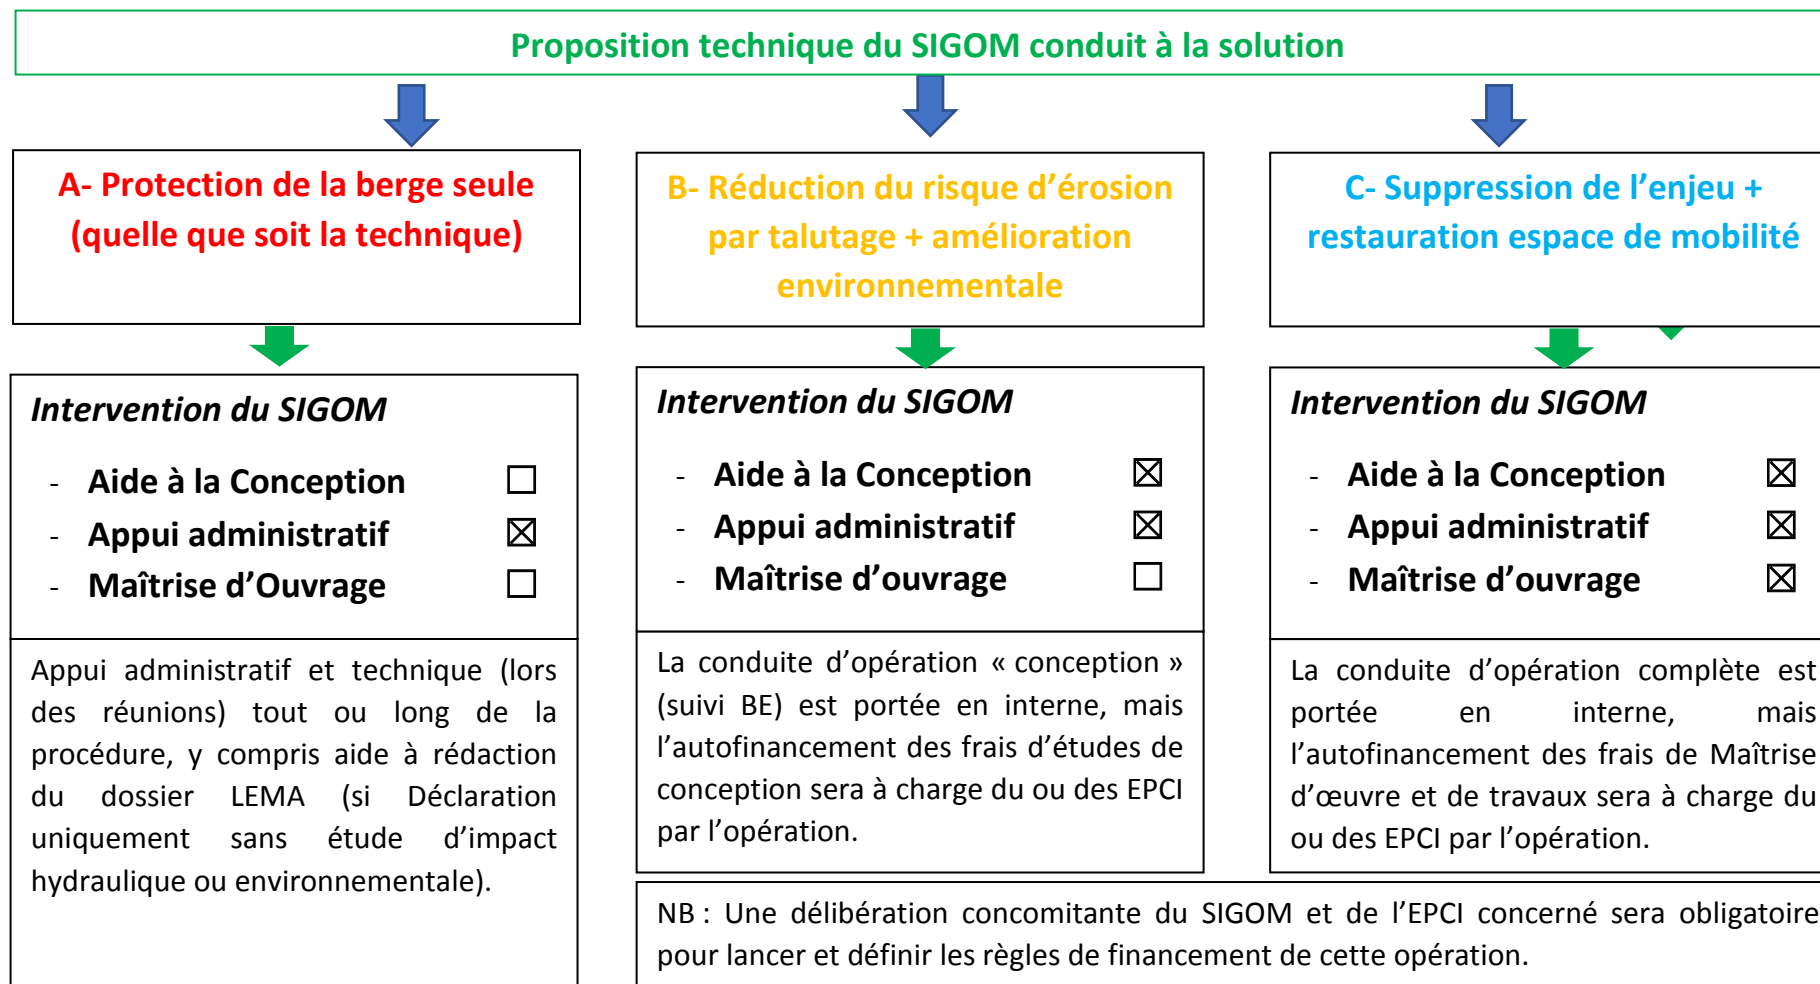 Proposition technique du SIGOM conduit à la solution
A- Protection de la berge seule
(quelle que soit la technique)
B- Réduction du risque d’érosion
par talutage + amélioration
environnementale
C- Suppression de l’enjeu +
restauration espace de mobilité
Intervention du SIGOM
- Aide à la Conception ☐
- Appui administratif ☒
- Maîtrise d’Ouvrage ☐
Appui administratif et technique (lors
des réunions) tout ou long de la
procédure, y compris aide à rédaction
du dossier LEMA (si Déclaration
uniquement sans étude d’impact
hydraulique ou environnementale).
Intervention du SIGOM
- Aide à la Conception ☒
- Appui administratif ☒
- Maîtrise d’ouvrage ☐
La conduite d’opération « conception »
(suivi BE) est portée en interne, mais
l’autofinancement des frais d’études de
conception sera à charge du ou des EPCI
par l’opération.
Intervention du SIGOM
- Aide à la Conception ☒
- Appui administratif ☒
- Maîtrise d’ouvrage ☒
La conduite d’opération complète est
portée en interne, mais
l’autofinancement des frais de Maîtrise
d’œuvre et de travaux sera à charge du
ou des EPCI par l’opération.
NB : Une délibération concomitante du SIGOM et de l’EPCI concerné sera obligatoire
pour lancer et définir les règles de financement de cette opération.